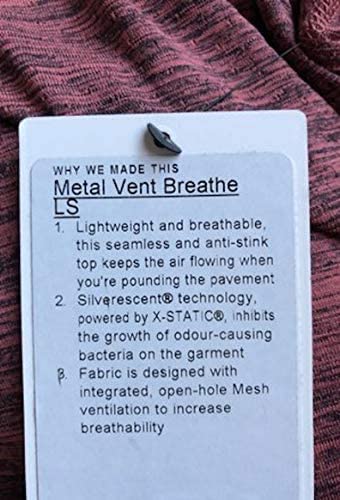 WHY WE MADE THIS
Metal Vent Breathe
LS
1. Lightweight and breathable,
this seamless and anti-stink
top keeps the air flowing when
you're pounding the pavement
2. Silverescent® technology,
powered by X-STATIC®, inhibits
the growth of odour-causing
bacteria on the garment
3. Fabric is designed with
integrated, open-hole Mesh
ventilation to increase
breathability